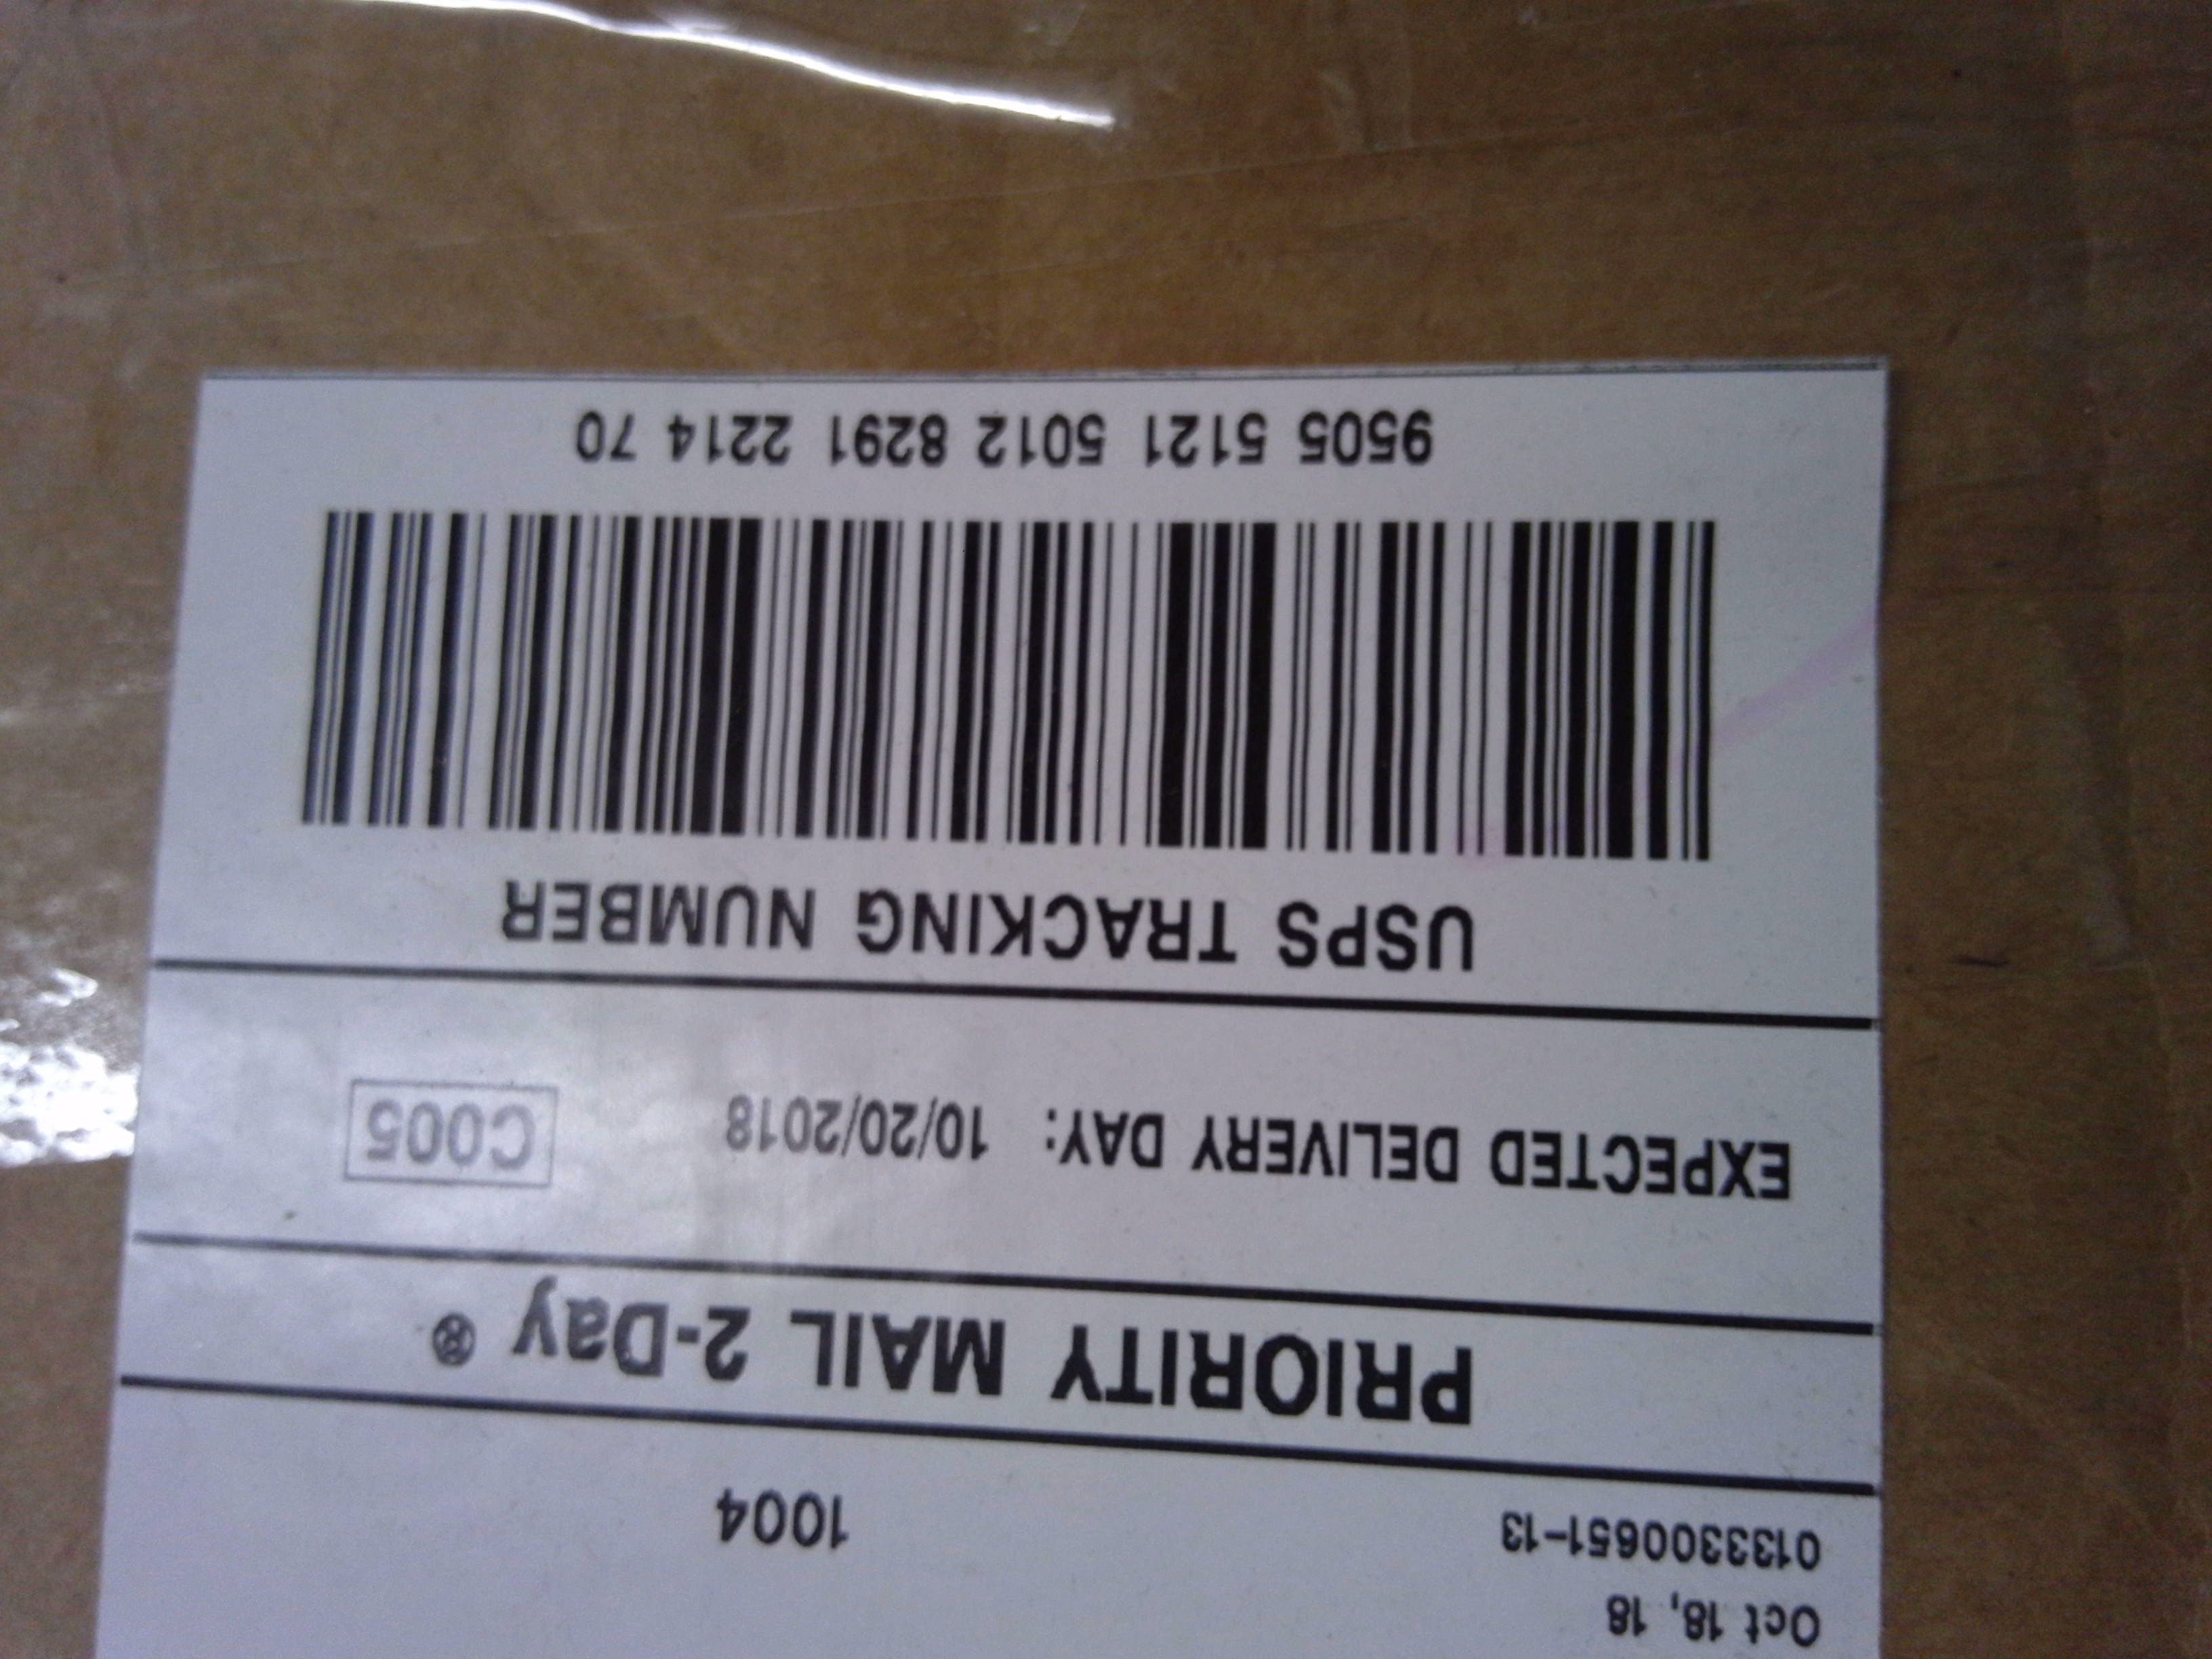 Oct 18, 18
0133300651-13 1004
PRIORITY MAIL 2-Day ®
EXPECTED DELIVERY DAY: 10/20/2018 C005
USPS TRACKING NUMBER
9505 5121 5012 8291 2214 70